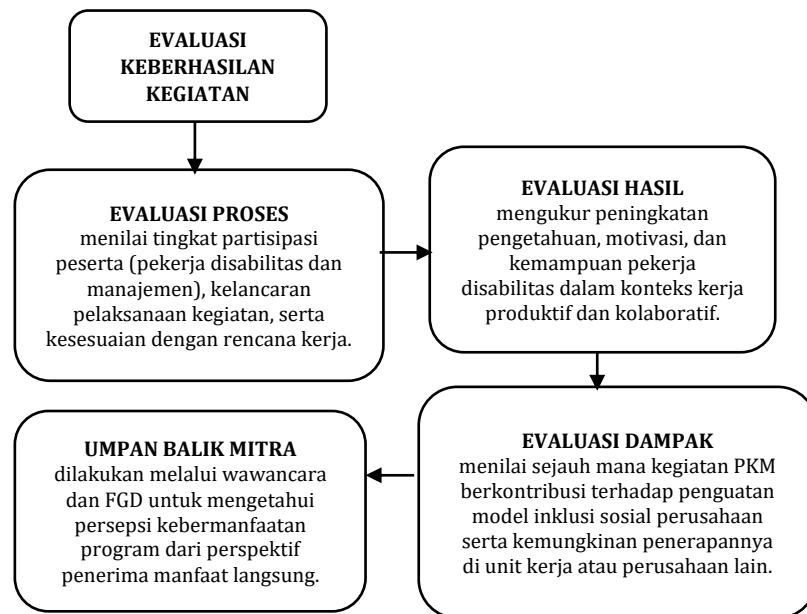 EVALUASI
KEBERHASILAN
KEGIATAN
EVALUASI PROSES
menilai tingkat partisipasi
peserta (pekerja disabilitas dan
manajemen), kelancaran
pelaksanaan kegiatan, serta
kesesuaian dengan rencana kerja.
EVALUASI HASIL
mengukur peningkatan
pengetahuan, motivasi, dan
kemampuan pekerja
disabilitas dalam konteks kerja
produktif dan kolaboratif.
EVALUASI DAMPAK
menilai sejauh mana kegiatan PKM
berkontribusi terhadap penguatan
model inklusi sosial perusahaan
serta kemungkinan penerapannya
di unit kerja atau perusahaan lain.
UMPAN BALIK MITRA
dilakukan melalui wawancara
dan FGD untuk mengetahui
persepsi kebermanfaatan
program dari perspektif
penerima manfaat langsung.